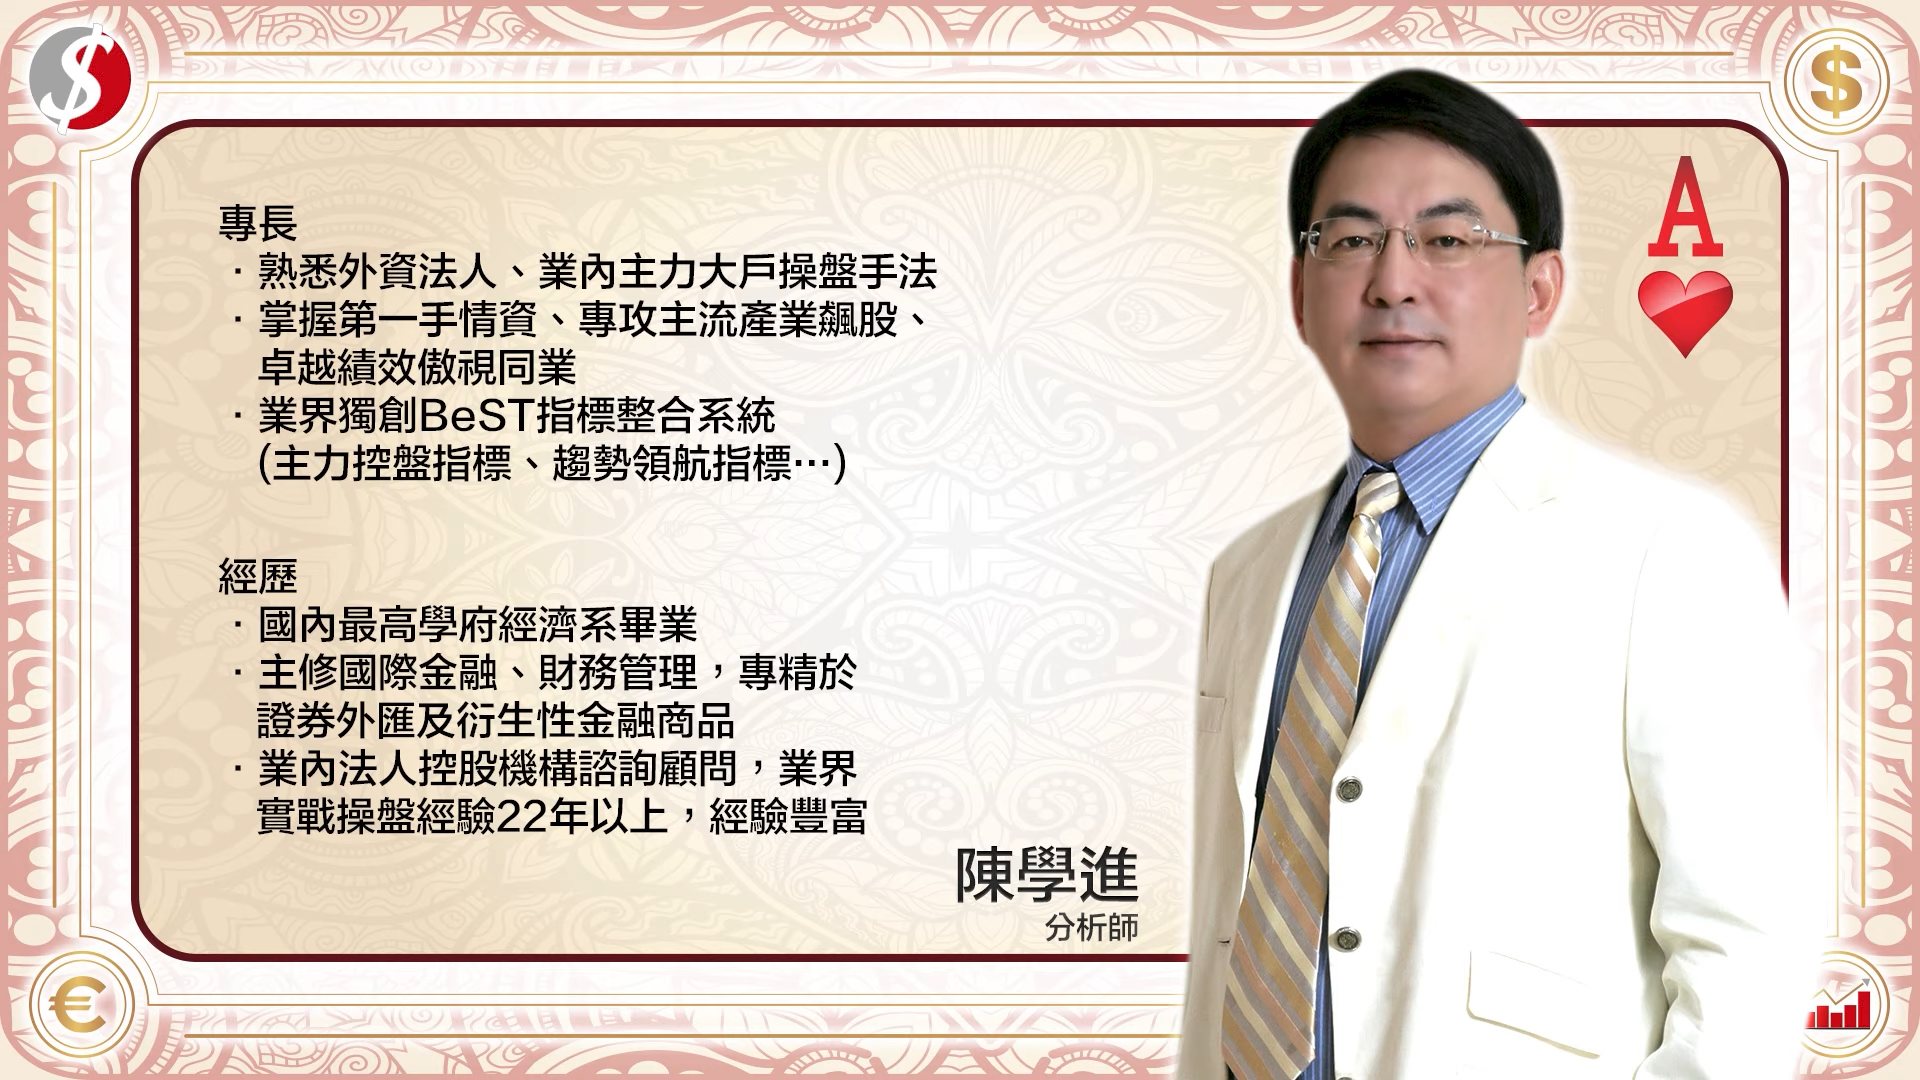 專長
·熟悉外資法人、業內主力大戶操盤手法
·掌握第一手情資、專攻主流產業飆股、
卓越績效傲視同業
·業界獨創BeST指標整合系統
(主力控盤指標、趨勢領航指標…)
經歷
·國內最高學府經濟系畢業
·主修國際金融、財務管理，專精於
證券外匯及衍生性金融商品
·業內法人控股機構諮詢顧問，業界
實戰操盤經驗22年以上，經驗豐富
陳學進
分析師
A
$
$
€